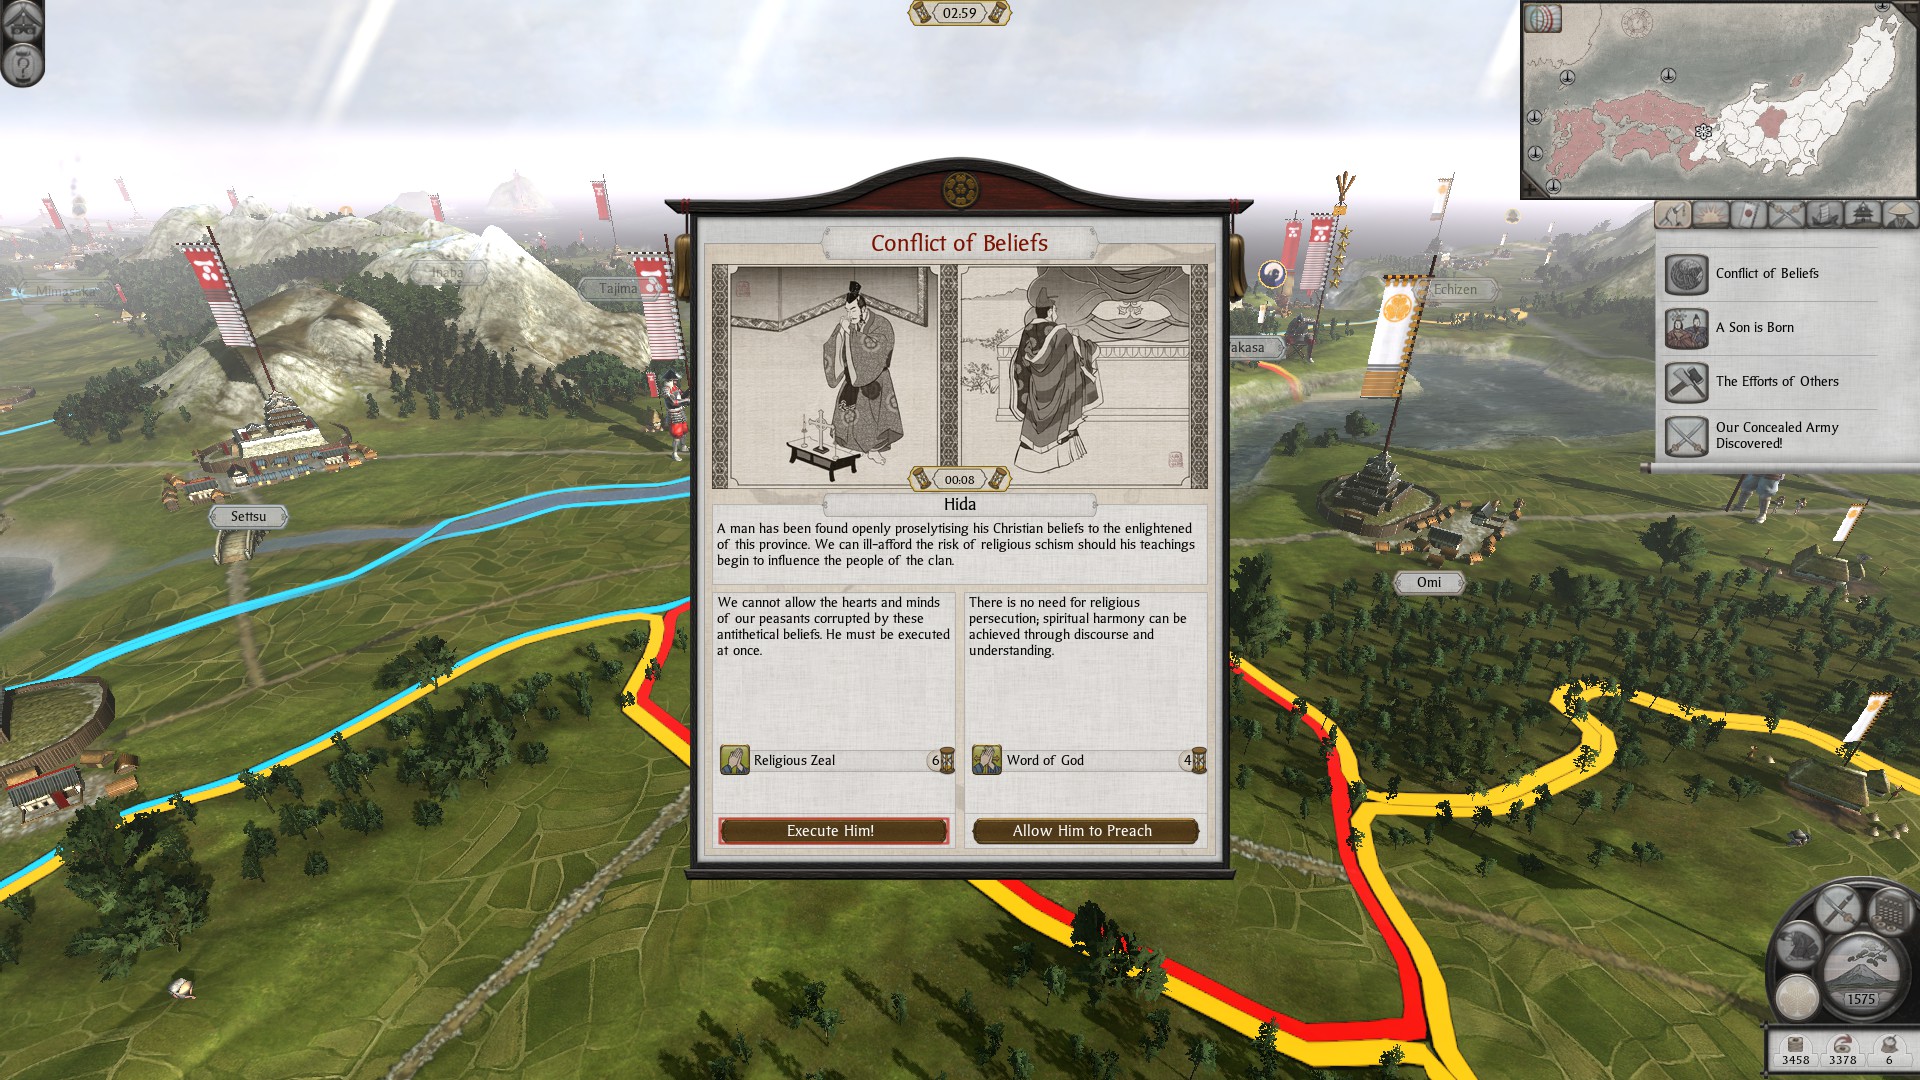 02:59
Inaba
Mimasaka
Tajima
Echizen
akasa
Settsu
Omi
Conflict of Beliefs
00:08
Hida
A man has been found openly proselytising his Christian beliefs to the enlightened
of this province. We can ill-afford the risk of religious schism should his teachings
begin to influence the people of the clan.
We cannot allow the hearts and minds
of our peasants corrupted by these
antithetical beliefs. He must be executed
at once.
Religious Zeal
6
Execute Him!
There is no need for religious
persecution; spiritual harmony can be
achieved through discourse and
understanding.
Word of God
4
Allow Him to Preach
Conflict of Beliefs
A Son is Born
The Efforts of Others
Our Concealed Army
Discovered!
1575
3458
3378
6